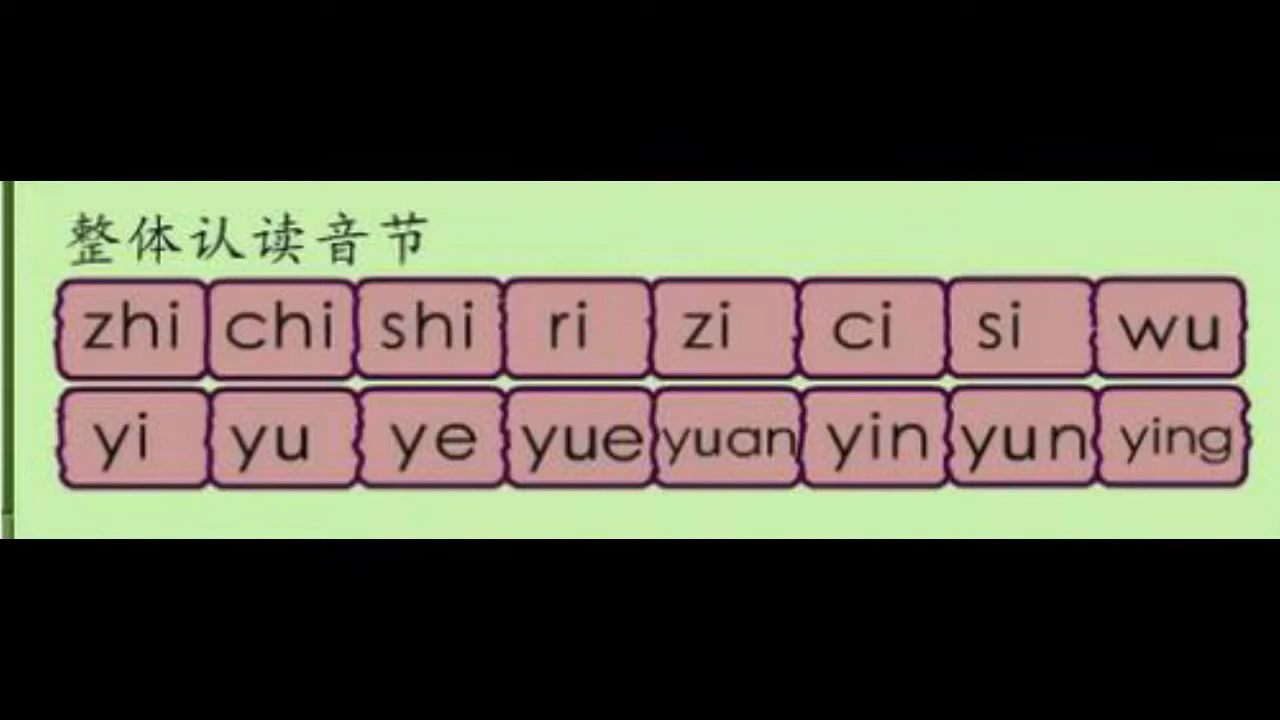 整体认读音节
zhi chi shi ri zi ci si wu
yi yu ye yue yuan yin yun ying